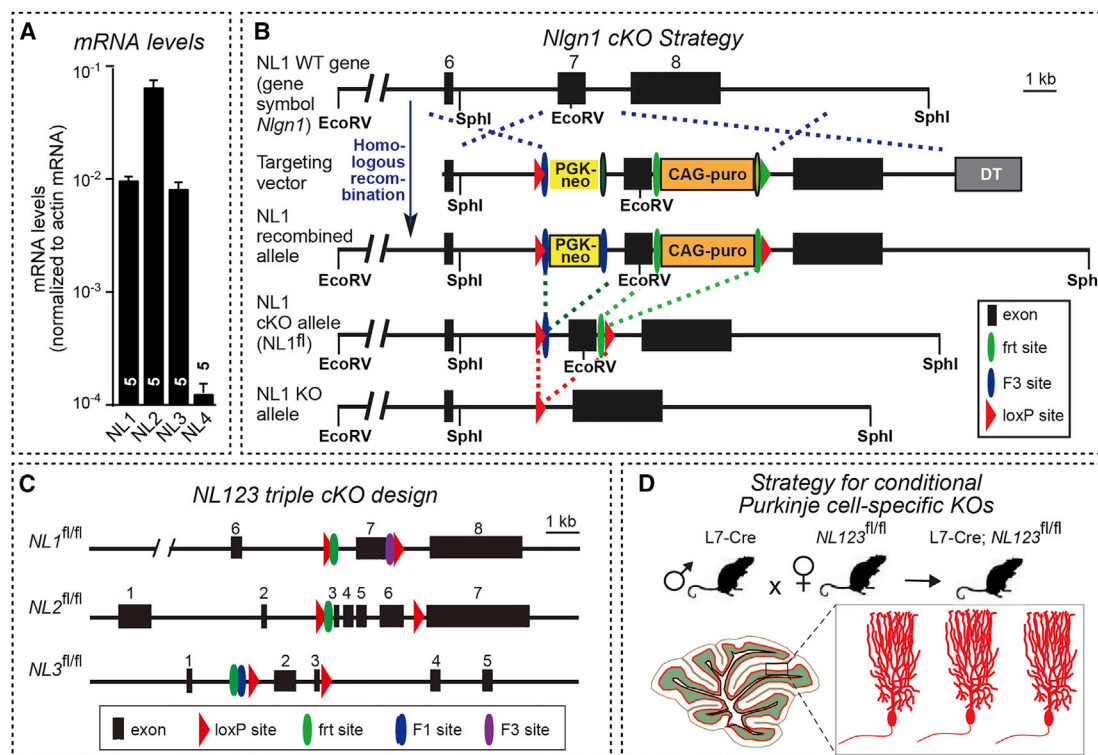 A
mRNA levels
mRNA levels
(normalized to actin mRNA)
10-1
10-2
10-3
10-4
5
5
5
5
NL1
NL2
NL3
NL4
B
Nlgn1 cKO Strategy
NL1 WT gene
(gene
symbol
Nlgn1)
6
7
8
1 kb
EcoRV
SphI
EcoRV
SphI
Homo-
logous
recom-
bination
Targeting
vector
PGK-
neo
CAG-puro
DT
SphI
EcoRV
NL1
recombined
allele
PGK-
neo
CAG-puro
EcoRV
SphI
EcoRV
SphI
NL1
cKO allele
(NL1fl)
EcoRV
SphI
EcoRV
SphI
NL1 KO
allele
EcoRV
SphI
SphI
exon
frt site
F3 site
loxP site
C
NL123 triple cKO design
1 kb
NL1fl/fl
6
7
8
NL2fl/fl
1
2
3
4
5
6
7
NL3fl/fl
1
2
3
4
5
exon
loxP site
frt site
F1 site
F3 site
D
Strategy for conditional
Purkinje cell-specific KOs
L7-Cre
NL123fl/fl
L7-Cre; NL123fl/fl
♂
x
♀